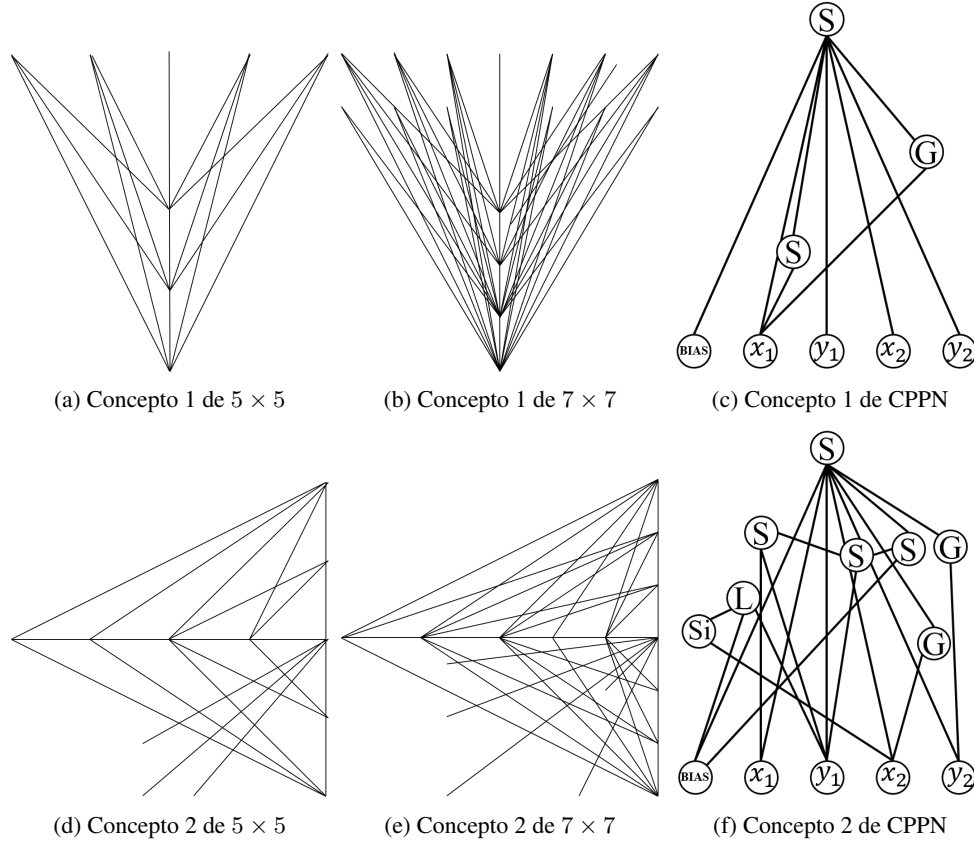 S
G
S
BIAS x₁ y₁ x₂ y₂
(a) Concepto 1 de 5 × 5
(b) Concepto 1 de 7 × 7
(c) Concepto 1 de CPPN
S
S
S
S
G
L
Si
G
BIAS x₁ y₁ x₂ y₂
(d) Concepto 2 de 5 × 5
(e) Concepto 2 de 7 × 7
(f) Concepto 2 de CPPN